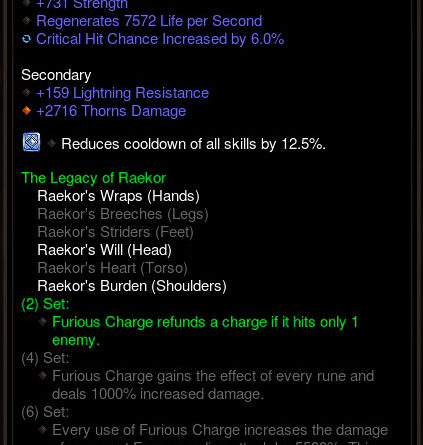 +731 Strength
Regenerates 7572 Life per Second
Critical Hit Chance Increased by 6.0%
Secondary
+159 Lightning Resistance
+2716 Thorns Damage
Reduces cooldown of all skills by 12.5%.
The Legacy of Raekor
Raekor's Wraps (Hands)
Raekor's Breeches (Legs)
Raekor's Striders (Feet)
Raekor's Will (Head)
Raekor's Heart (Torso)
Raekor's Burden (Shoulders)
(2) Set:
Furious Charge refunds a charge if it hits only 1
enemy.
(4) Set:
Furious Charge gains the effect of every rune and
deals 1000% increased damage.
(6) Set:
Every use of Furious Charge increases the damage